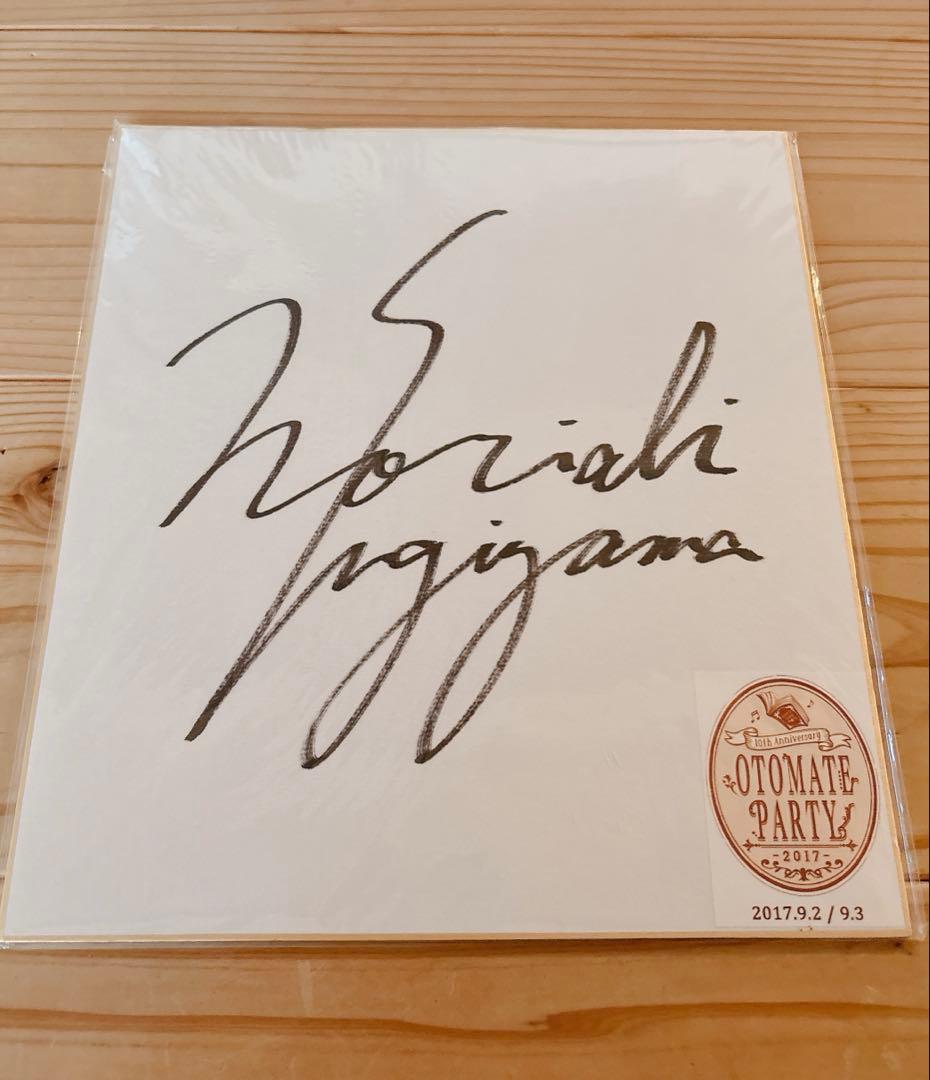 Noriaki
Sugiyama
10th Anniversary
OTOMATE
PARTY
-2017-
2017.9.2 / 9.3